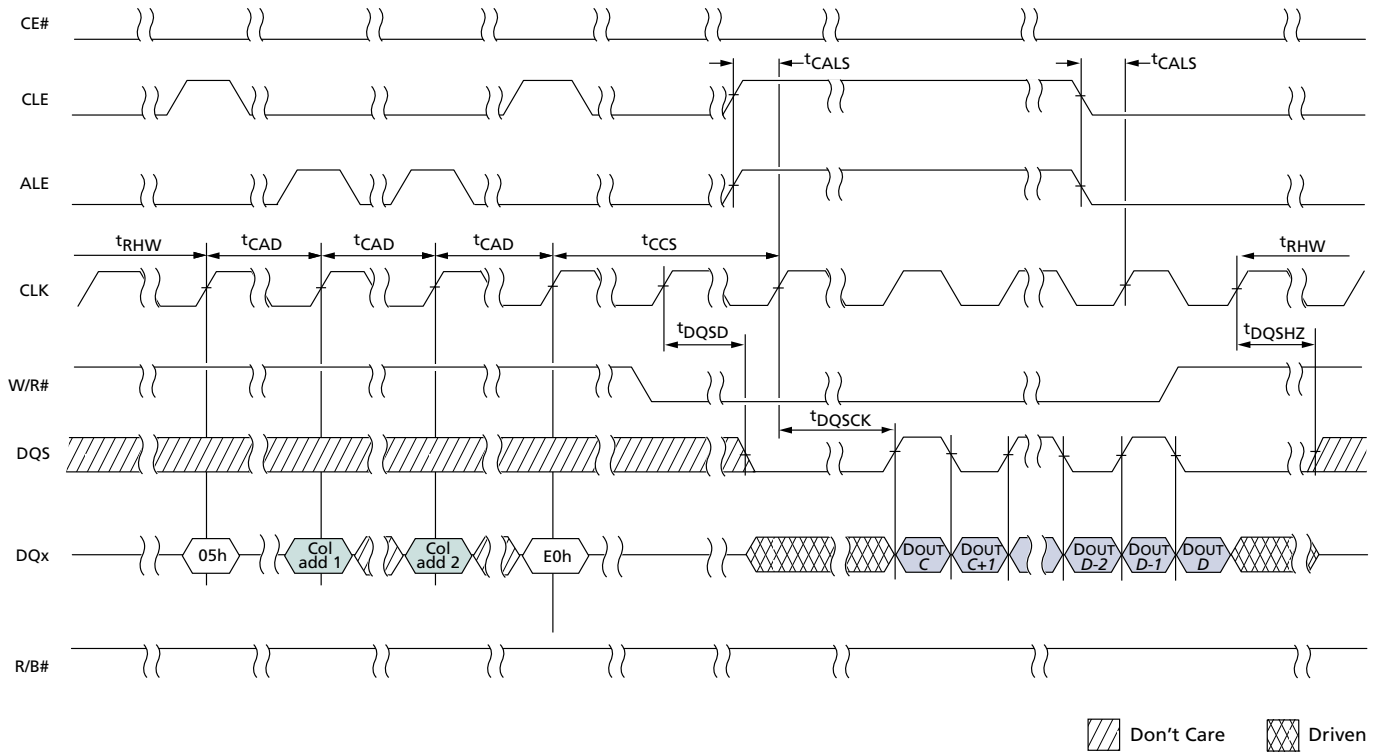 CE#
tCALS tCALS
CLE
ALE
tRHW tCAD tCAD tCAD tCCS tRHW
CLK
tDQSD tDQSHZ
W/R#
tDQSCK
DQS
DQx 05h Col add 1 Col add 2 E0h DOUT C DOUT C+1 DOUT D-2 DOUT D-1 DOUT D
R/B#
Don't Care Driven